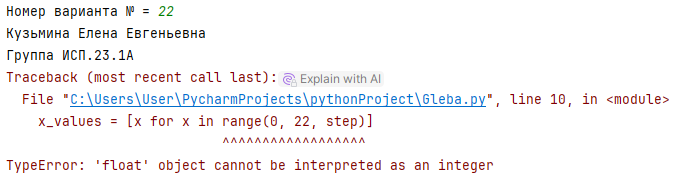 Номер варианта № = 22
Кузьмина Елена Евгеньевна
Группа ИСП.23.1А
Traceback (most recent call last): Explain with AI
  File "C:\Users\User\PycharmProjects\pythonProject\Gleba.py", line 10, in <module>
    x_values = [x for x in range(0, 22, step)]
                           ^^^^^^^^^^^^^^^^^^
TypeError: 'float' object cannot be interpreted as an integer